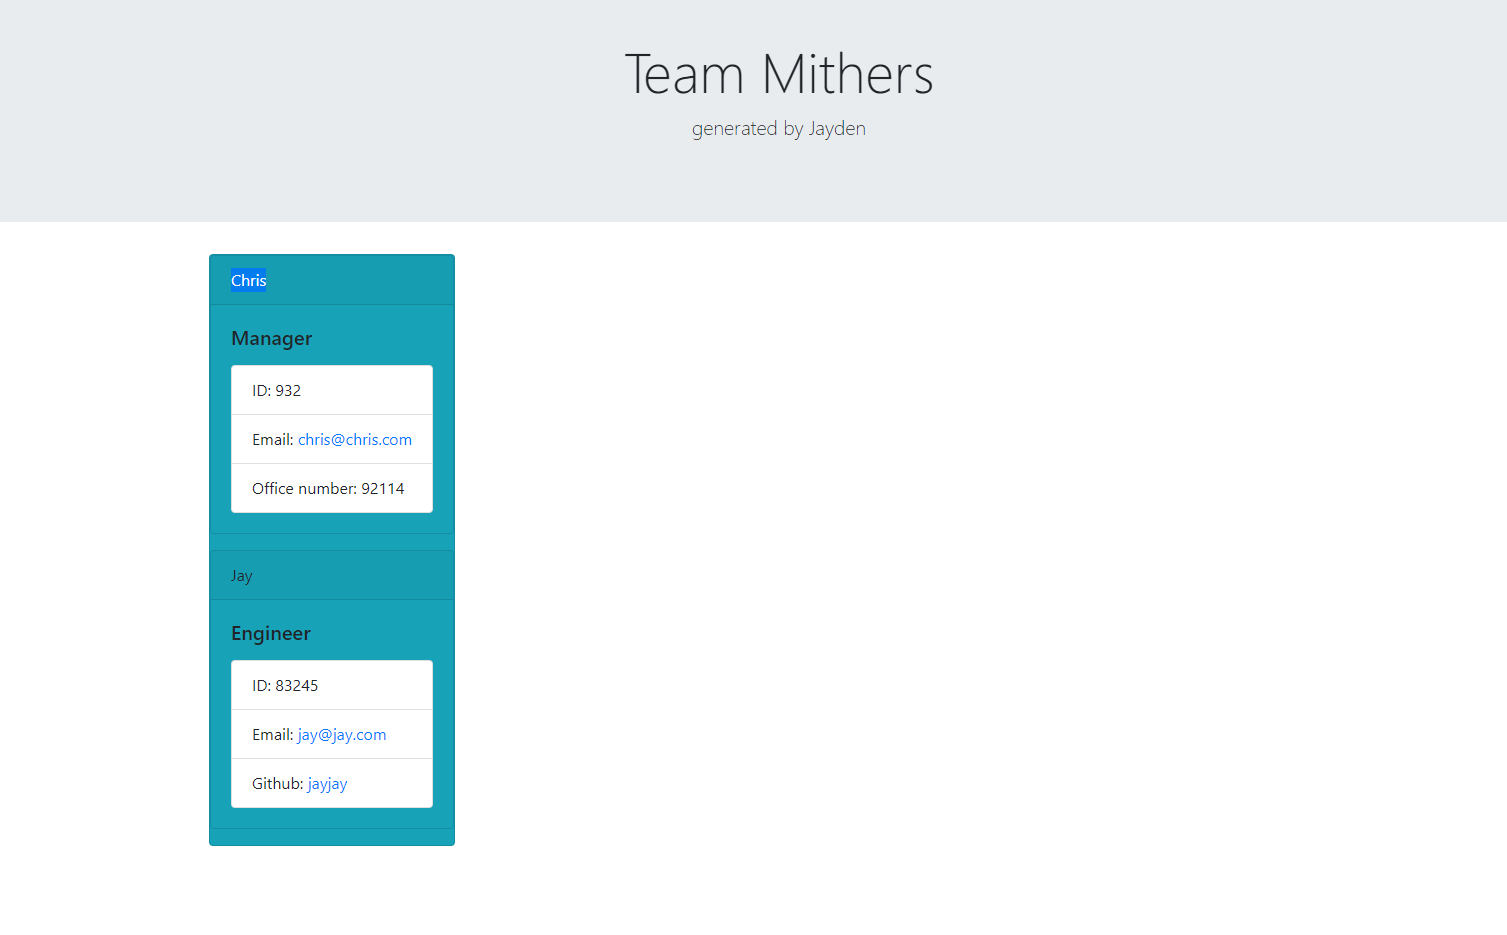 Team Mithers
generated by Jayden
Chris
Manager
ID: 932
Email: chris@chris.com
Office number: 92114
Jay
Engineer
ID: 83245
Email: jay@jay.com
Github: jayjay